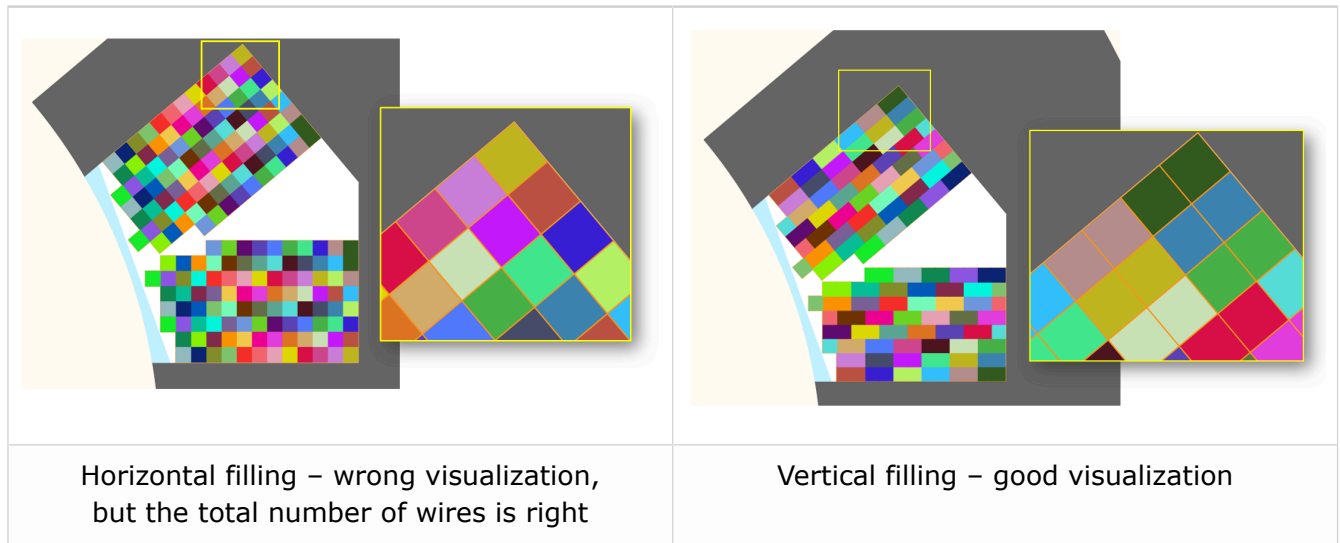 Horizontal filling – wrong visualization,
but the total number of wires is right
Vertical filling – good visualization